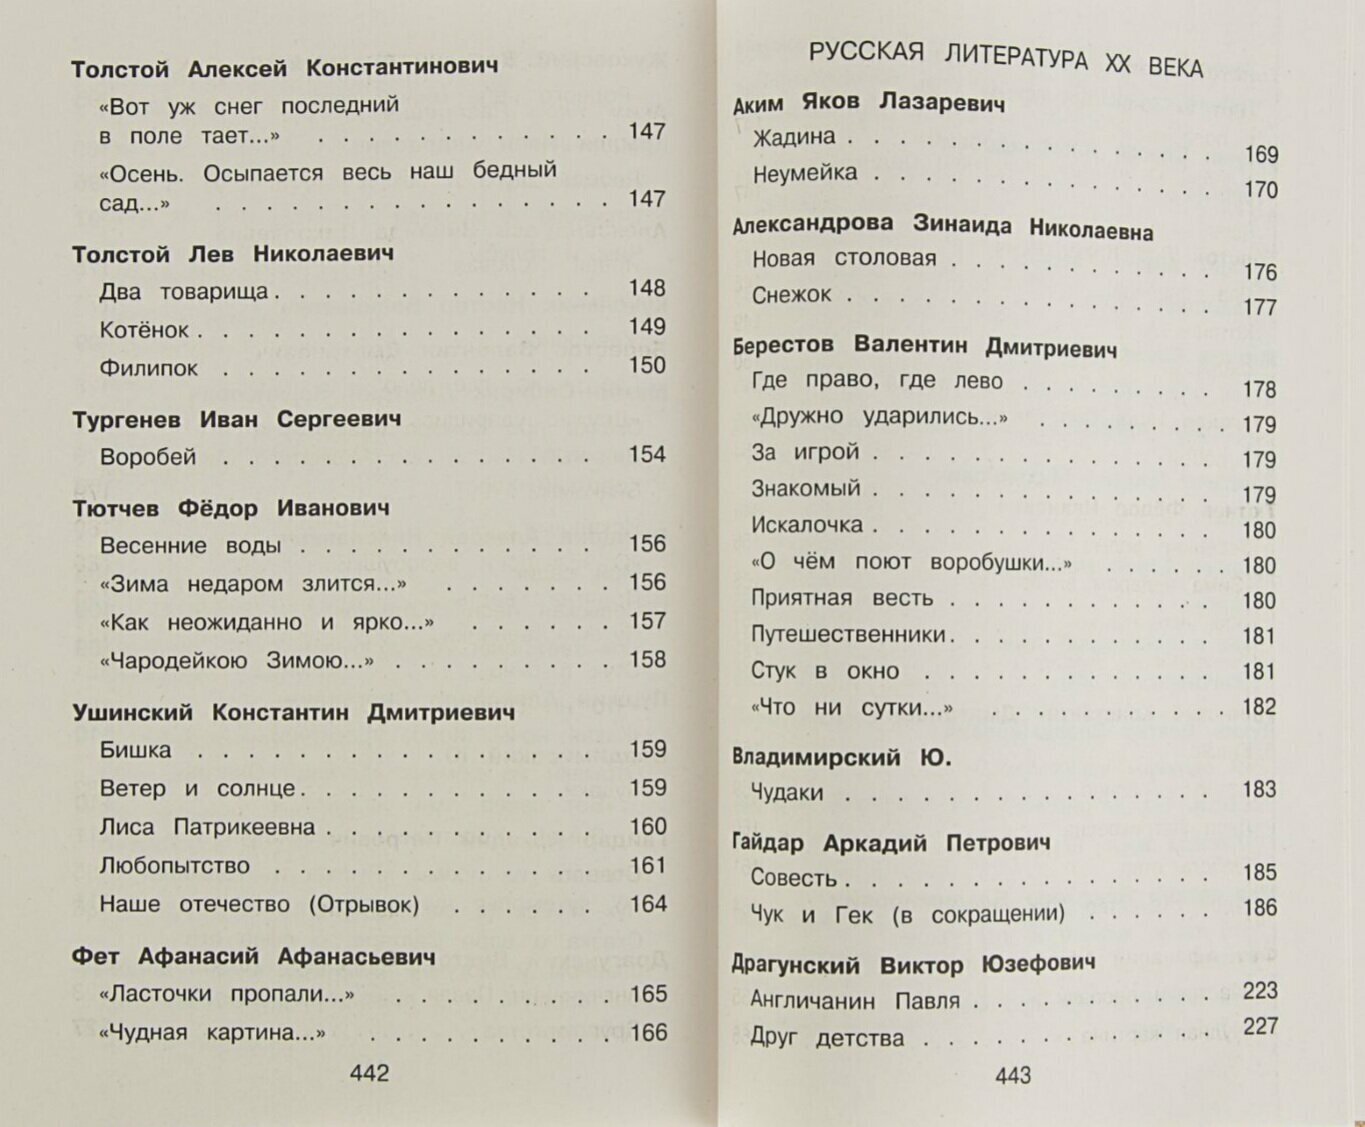 Толстой Алексей Константинович
«Вот уж снег последний
в поле тает...» . . . . . . . . . . . . 147
«Осень. Осыпается весь наш бедный
сад...» . . . . . . . . . . . . . . . . 147
Толстой Лев Николаевич
Два товарища . . . . . . . . . . . . . 148
Котёнок . . . . . . . . . . . . . . . . 149
Филипок . . . . . . . . . . . . . . . 150
Тургенев Иван Сергеевич
Воробей . . . . . . . . . . . . . . . 154
Тютчев Фёдор Иванович
Весенние воды . . . . . . . . . . . . 156
«Зима недаром злится...» . . . . . . . 156
«Как неожиданно и ярко...» . . . . . . 157
«Чародейкою Зимою...» . . . . . . . . . 158
Ушинский Константин Дмитриевич
Бишка . . . . . . . . . . . . . . . . 159
Ветер и солнце . . . . . . . . . . . . 159
Лиса Патрикеевна . . . . . . . . . . . 160
Любопытство . . . . . . . . . . . . . 161
Наше отечество (Отрывок) . . . . . . 164
Фет Афанасий Афанасьевич
«Ласточки пропали...» . . . . . . . . . 165
«Чудная картина...» . . . . . . . . . . 166
442
РУССКАЯ ЛИТЕРАТУРА XX ВЕКА
Аким Яков Лазаревич
Жадина . . . . . . . . . . . . . . . 169
Неумейка . . . . . . . . . . . . . . 170
Александрова Зинаида Николаевна
Новая столовая . . . . . . . . . . . 176
Снежок . . . . . . . . . . . . . . . 177
Берестов Валентин Дмитриевич
Где право, где лево . . . . . . . . 178
«Дружно ударились...» . . . . . . . . 179
За игрой . . . . . . . . . . . . . . 179
Знакомый . . . . . . . . . . . . . . 179
Искалочка . . . . . . . . . . . . . . 180
«О чём поют воробушки...» . . . . . . 180
Приятная весть . . . . . . . . . . . 180
Путешественники . . . . . . . . . . . 181
Стук в окно . . . . . . . . . . . . 181
«Что ни сутки...» . . . . . . . . . . 182
Владимирский Ю.
Чудаки . . . . . . . . . . . . . . . 183
Гайдар Аркадий Петрович
Совесть . . . . . . . . . . . . . . . 185
Чук и Гек (в сокращении) . . . . . . 186
Драгунский Виктор Юзефович
Англичанин Павля . . . . . . . . . . 223
Друг детства . . . . . . . . . . . . 227
443